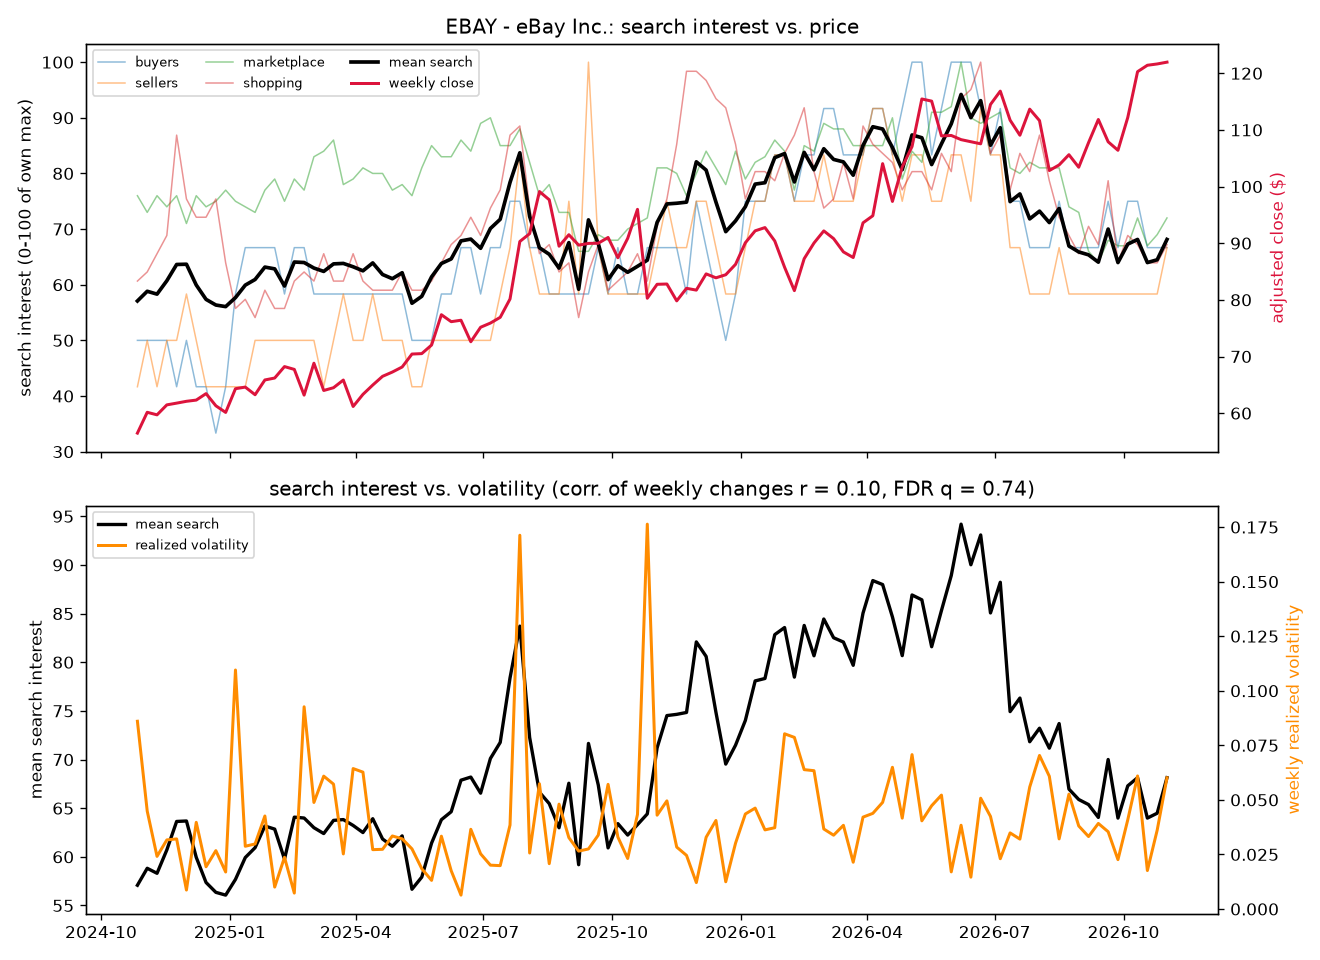 EBAY - eBay Inc.: search interest vs. price
buyers
sellers
marketplace
shopping
mean search
weekly close
search interest (0-100 of own max)
100
90
80
70
60
50
40
30
adjusted close ($)
120
110
100
90
80
70
60
search interest vs. volatility (corr. of weekly changes r = 0.10, FDR q = 0.74)
mean search
realized volatility
mean search interest
95
90
85
80
75
70
65
60
55
weekly realized volatility
0.175
0.150
0.125
0.100
0.075
0.050
0.025
0.000
2024-10
2025-01
2025-04
2025-07
2025-10
2026-01
2026-04
2026-07
2026-10